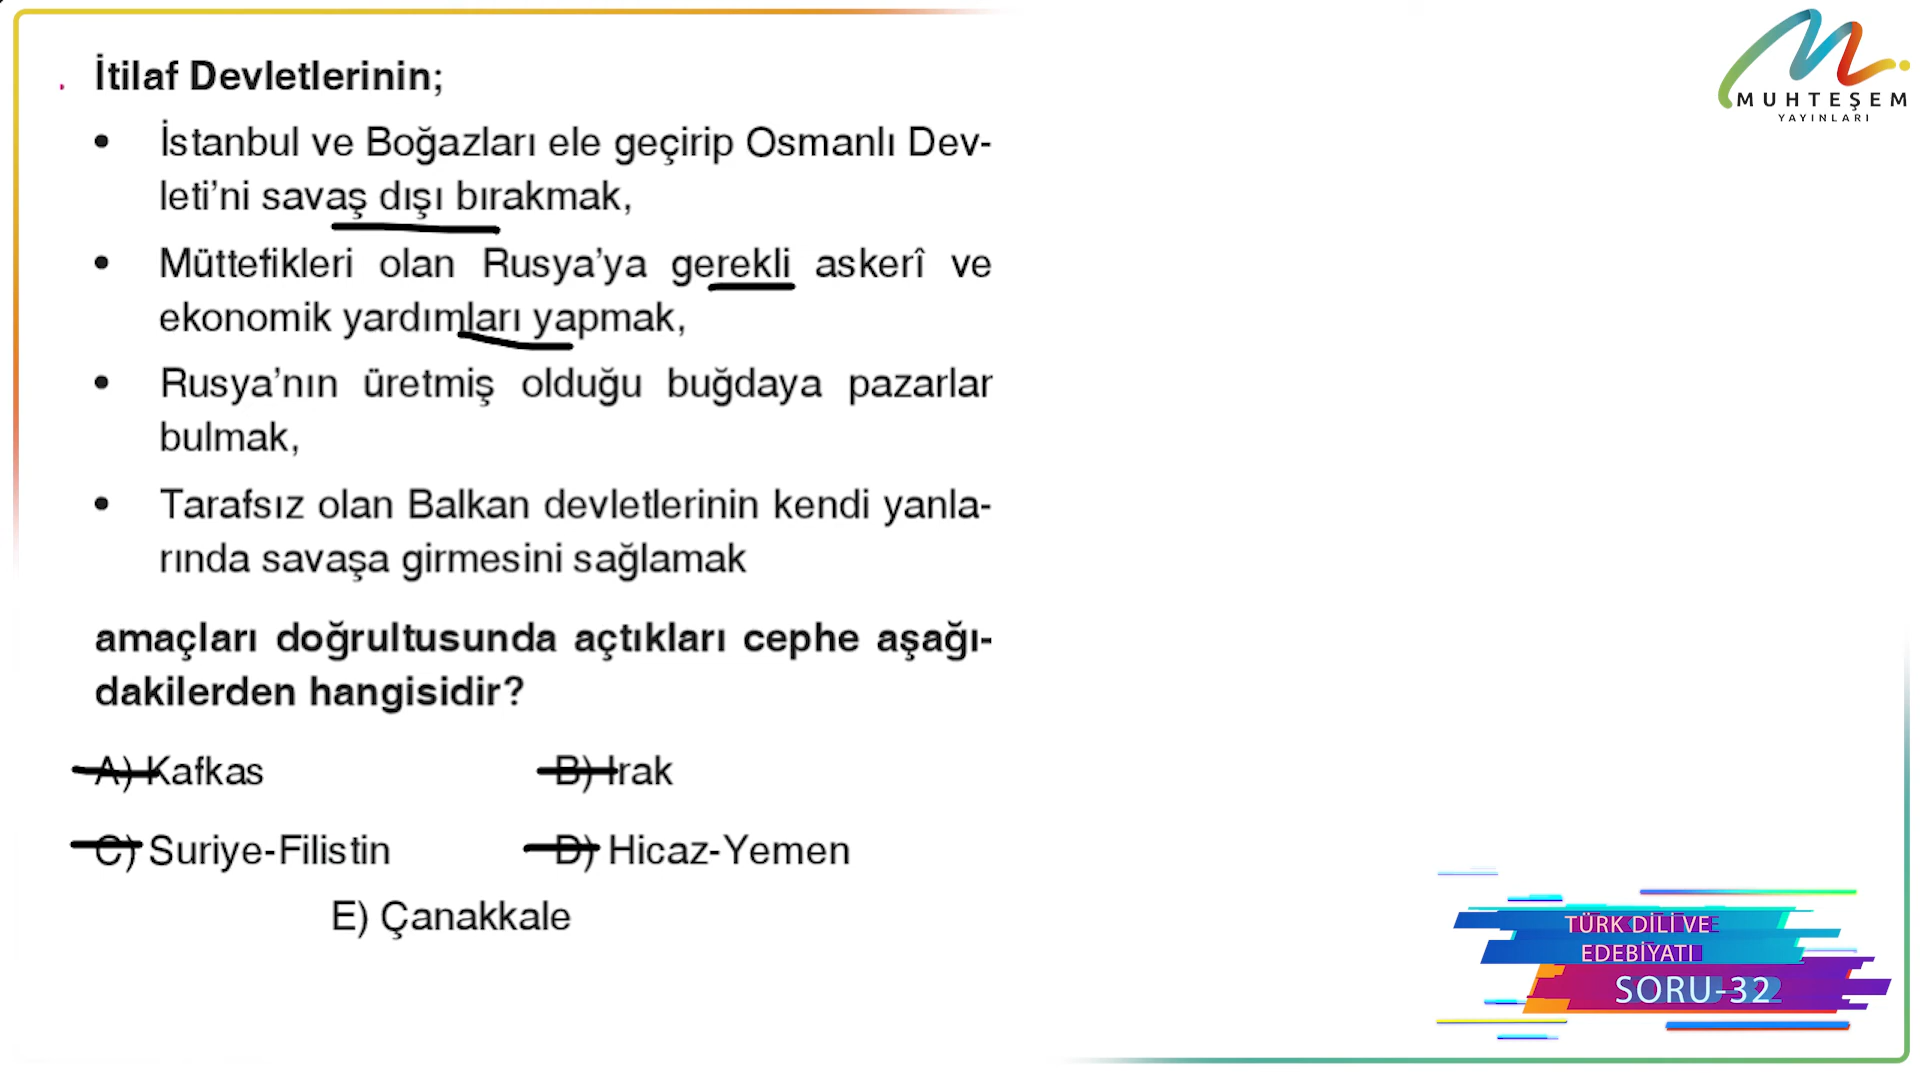 İtilaf Devletlerinin;
• İstanbul ve Boğazları ele geçirip Osmanlı Dev-
leti’ni savaş dışı bırakmak,
• Müttefikleri olan Rusya’ya gerekli askerî ve
ekonomik yardımları yapmak,
• Rusya’nın üretmiş olduğu buğdaya pazarlar
bulmak,
• Tarafsız olan Balkan devletlerinin kendi yanla-
rında savaşa girmesini sağlamak
amaçları doğrultusunda açtıkları cephe aşağı-
dakilerden hangisidir?
A) Kafkas B) Irak
C) Suriye-Filistin D) Hicaz-Yemen
E) Çanakkale
MUHTEŞEM
YAYINLARI
TÜRK DİLİ VE
EDEBİYATI
SORU-32